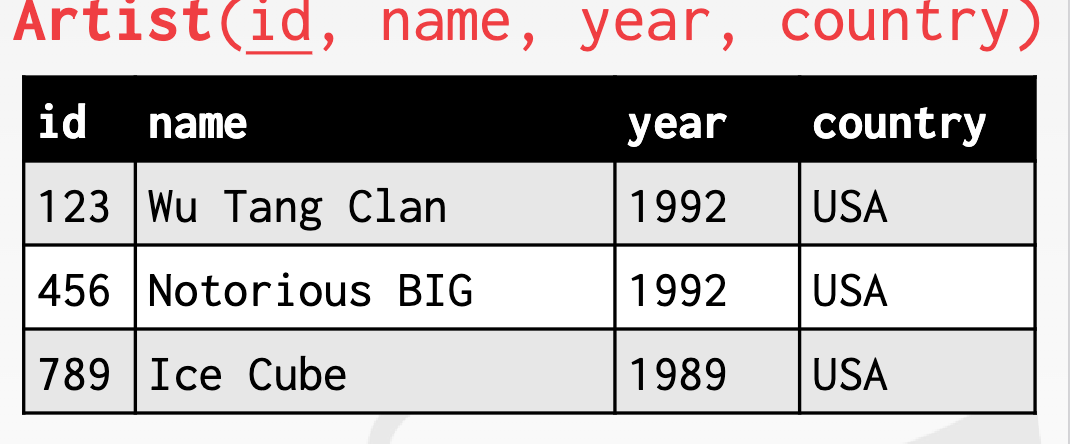 Artist(id, name, year, country)
id name year country
123 Wu Tang Clan 1992 USA
456 Notorious BIG 1992 USA
789 Ice Cube 1989 USA